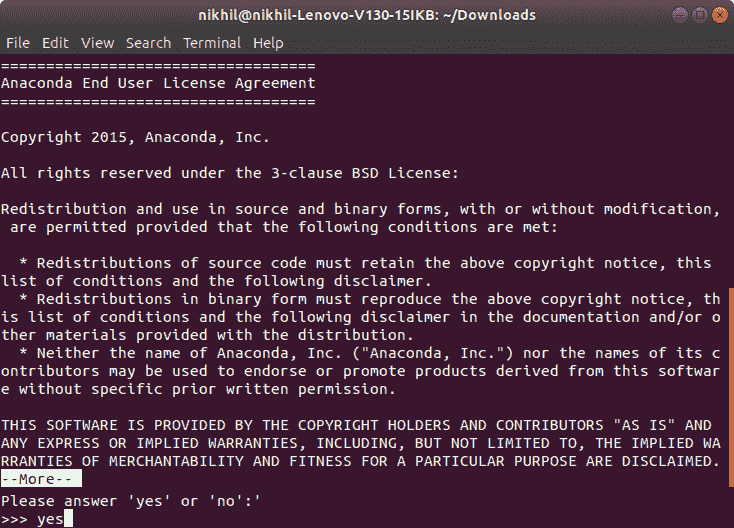 nikhil@nikhil-Lenovo-V130-15IKB: ~/Downloads
File Edit View Search Terminal Help
===================================
Anaconda End User License Agreement
===================================
Copyright 2015, Anaconda, Inc.
All rights reserved under the 3-clause BSD License:
Redistribution and use in source and binary forms, with or without modification,
are permitted provided that the following conditions are met:
* Redistributions of source code must retain the above copyright notice, this
list of conditions and the following disclaimer.
* Redistributions in binary form must reproduce the above copyright notice, th
is list of conditions and the following disclaimer in the documentation and/or o
ther materials provided with the distribution.
* Neither the name of Anaconda, Inc. ("Anaconda, Inc.") nor the names of its c
ontributors may be used to endorse or promote products derived from this softwar
e without specific prior written permission.
THIS SOFTWARE IS PROVIDED BY THE COPYRIGHT HOLDERS AND CONTRIBUTORS "AS IS" AND
ANY EXPRESS OR IMPLIED WARRANTIES, INCLUDING, BUT NOT LIMITED TO, THE IMPLIED WA
RRANTIES OF MERCHANTABILITY AND FITNESS FOR A PARTICULAR PURPOSE ARE DISCLAIMED.
--More--
Please answer 'yes' or 'no':'
>>> yes